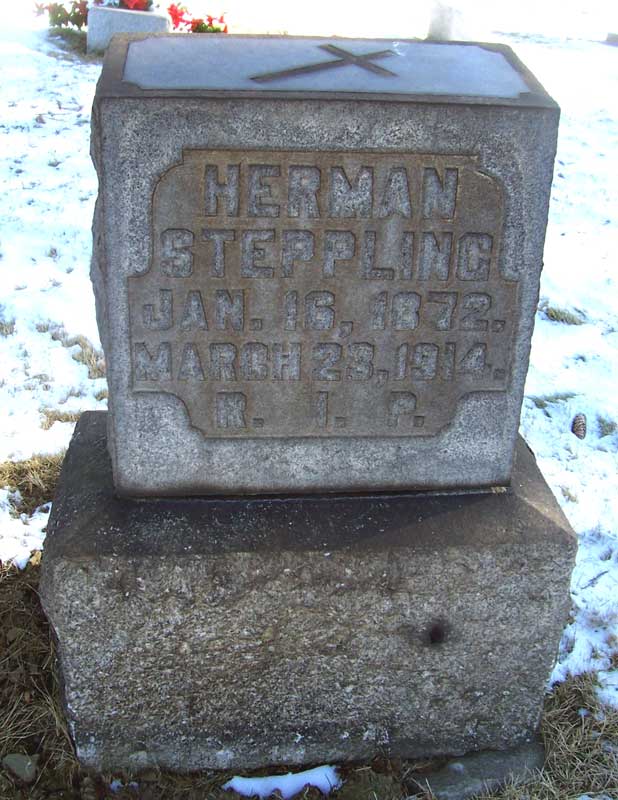 HERMAN
STEPPLING
JAN. 16, 1872.
MARCH 23, 1914.
R. I. P.